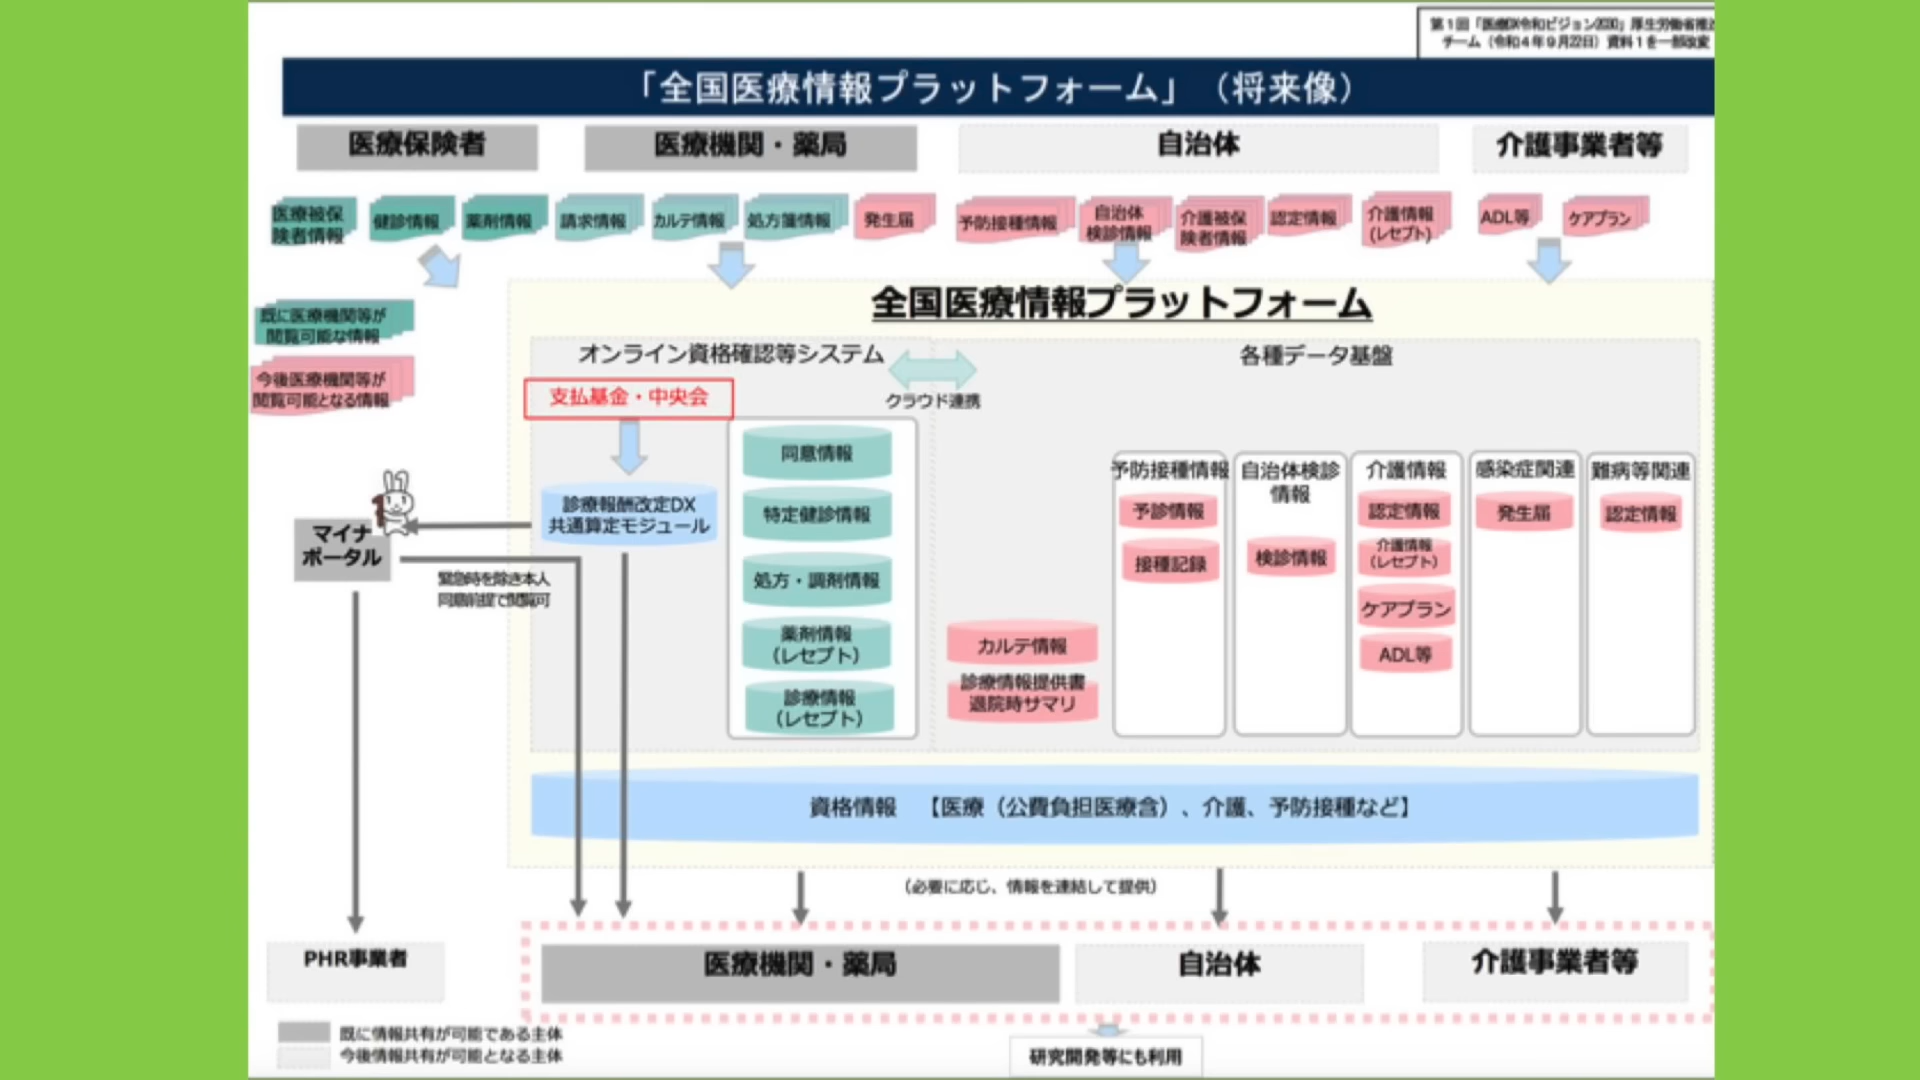 第1回「医療DX令和ビジョン2030」厚生労働省推進
チーム（令和4年9月22日）資料1を一部改変
「全国医療情報プラットフォーム」（将来像）
医療保険者
医療機関・薬局
自治体
介護事業者等
医療被保
険者情報
健診情報
薬剤情報
請求情報
カルテ情報
処方箋情報
発生届
予防接種情報
自治体
検診情報
介護被保
険者情報
認定情報
介護情報
(レセプト)
ADL等
ケアプラン
既に医療機関等が
閲覧可能な情報
今後医療機関等が
閲覧可能となる情報
全国医療情報プラットフォーム
オンライン資格確認等システム
クラウド連携
各種データ基盤
支払基金・中央会
診療報酬改定DX
共通算定モジュール
同意情報
特定健診情報
処方・調剤情報
薬剤情報
（レセプト）
診療情報
（レセプト）
カルテ情報
診療情報提供書
退院時サマリ
予防接種情報
予診情報
接種記録
自治体検診
情報
検診情報
介護情報
認定情報
介護情報
（レセプト）
ケアプラン
ADL等
感染症関連
発生届
難病等関連
認定情報
マイナ
ポータル
緊急時を除き本人
同意前提で閲覧可
資格情報　【医療（公費負担医療含）、介護、予防接種など】
（必要に応じ、情報を連結して提供）
PHR事業者
医療機関・薬局
自治体
介護事業者等
既に情報共有が可能である主体
今後情報共有が可能となる主体
研究開発等にも利用